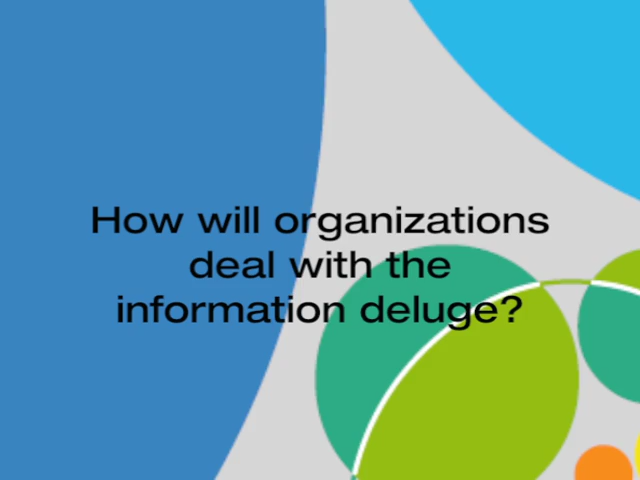 How will organizations
deal with the
information deluge?